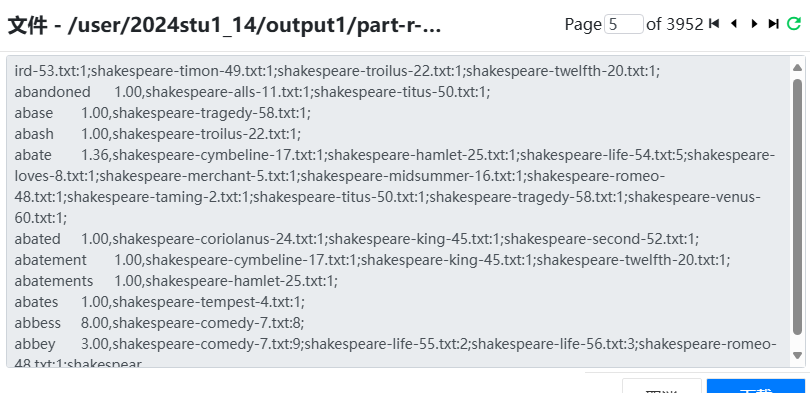 文件 - /user/2024stu1_14/output1/part-r-...
Page 5 of 3952
ird-53.txt:1;shakespeare-timon-49.txt:1;shakespeare-troilus-22.txt:1;shakespeare-twelfth-20.txt:1;
abandoned 1.00,shakespeare-alls-11.txt:1;shakespeare-titus-50.txt:1;
abase 1.00,shakespeare-tragedy-58.txt:1;
abash 1.00,shakespeare-troilus-22.txt:1;
abate 1.36,shakespeare-cymbeline-17.txt:1;shakespeare-hamlet-25.txt:1;shakespeare-life-54.txt:5;shakespeare-
loves-8.txt:1;shakespeare-merchant-5.txt:1;shakespeare-midsummer-16.txt:1;shakespeare-romeo-
48.txt:1;shakespeare-taming-2.txt:1;shakespeare-titus-50.txt:1;shakespeare-tragedy-58.txt:1;shakespeare-venus-
60.txt:1;
abated 1.00,shakespeare-coriolanus-24.txt:1;shakespeare-king-45.txt:1;shakespeare-second-52.txt:1;
abatement 1.00,shakespeare-cymbeline-17.txt:1;shakespeare-king-45.txt:1;shakespeare-twelfth-20.txt:1;
abatements 1.00,shakespeare-hamlet-25.txt:1;
abates 1.00,shakespeare-tempest-4.txt:1;
abbess 8.00,shakespeare-comedy-7.txt:8;
abbey 3.00,shakespeare-comedy-7.txt:9;shakespeare-life-55.txt:2;shakespeare-life-56.txt:3;shakespeare-romeo-
48.txt:1;shakespear